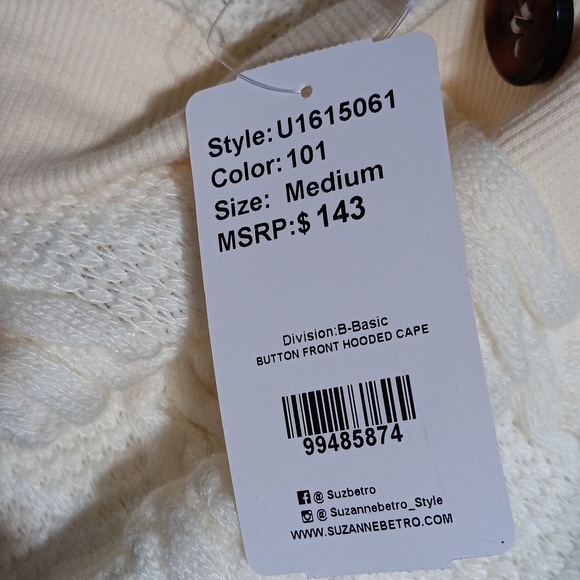 Style: U1615061
Color: 101
Size: Medium
MSRP:$ 143
Division:B-Basic
BUTTON FRONT HOODED CAPE
99485874
@ Suzbetro
@ Suzannebetro_Style
WWW.SUZANNEBETRO.COM